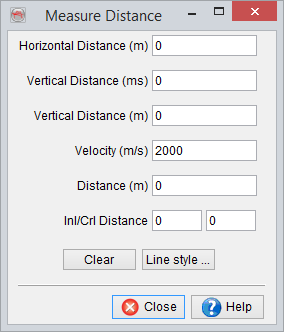 Measure Distance
Horizontal Distance (m) 0
Vertical Distance (ms) 0
Vertical Distance (m) 0
Velocity (m/s) 2000
Distance (m) 0
Inl/Crl Distance 0 0
Clear Line style ...
Close Help